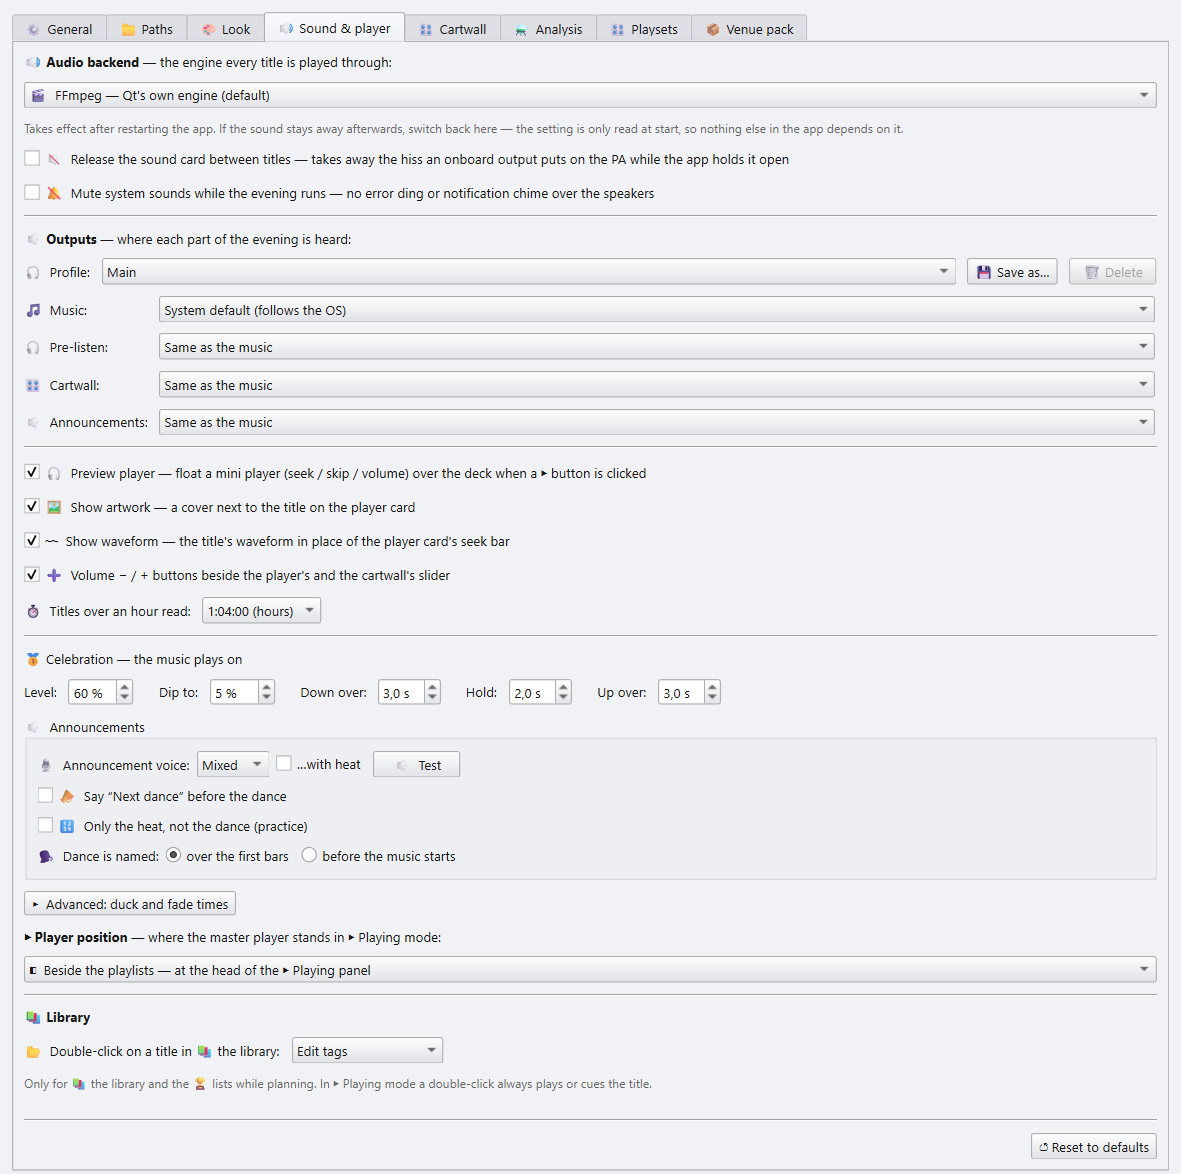 General Paths Look Sound & player Cartwall Analysis Playsets Venue pack
Audio backend — the engine every title is played through:
FFmpeg — Qt's own engine (default)
Takes effect after restarting the app. If the sound stays away afterwards, switch back here — the setting is only read at start, so nothing else in the app depends on it.
Release the sound card between titles — takes away the hiss an onboard output puts on the PA while the app holds it open
Mute system sounds while the evening runs — no error ding or notification chime over the speakers
Outputs — where each part of the evening is heard:
Profile: Main Save as... Delete
Music: System default (follows the OS)
Pre-listen: Same as the music
Cartwall: Same as the music
Announcements: Same as the music
Preview player — float a mini player (seek / skip / volume) over the deck when a ▸ button is clicked
Show artwork — a cover next to the title on the player card
Show waveform — the title's waveform in place of the player card's seek bar
Volume − / + buttons beside the player's and the cartwall's slider
Titles over an hour read: 1:04:00 (hours)
Celebration — the music plays on
Level: 60 % Dip to: 5 % Down over: 3,0 s Hold: 2,0 s Up over: 3,0 s
Announcements
Announcement voice: Mixed ...with heat Test
Say “Next dance” before the dance
Only the heat, not the dance (practice)
Dance is named: over the first bars before the music starts
▸ Advanced: duck and fade times
▸ Player position — where the master player stands in ▸ Playing mode:
Beside the playlists — at the head of the ▸ Playing panel
Library
Double-click on a title in the library: Edit tags
Only for the library and the lists while planning. In ▸ Playing mode a double-click always plays or cues the title.
Reset to defaults